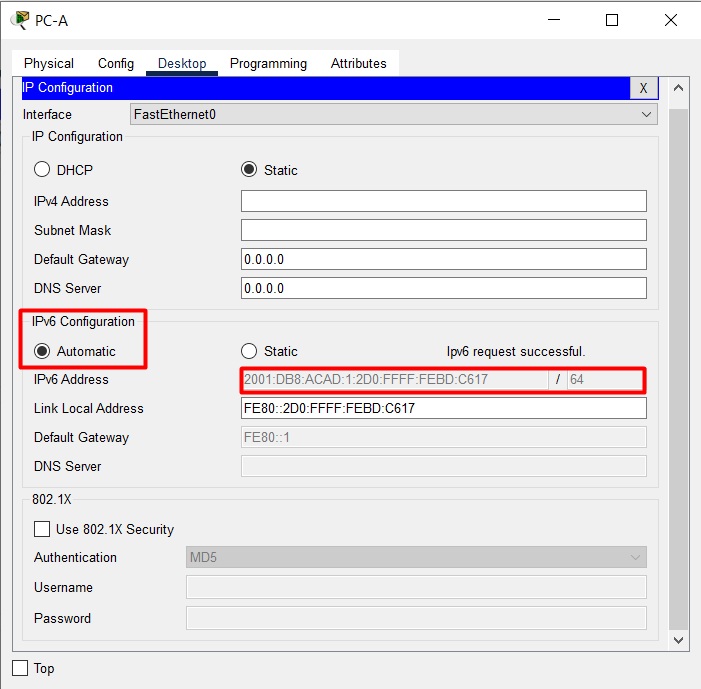 PC-A
Physical Config Desktop Programming Attributes
IP Configuration X
Interface FastEthernet0
IP Configuration
DHCP Static
IPv4 Address
Subnet Mask
Default Gateway 0.0.0.0
DNS Server 0.0.0.0
IPv6 Configuration
Automatic Static Ipv6 request successful.
IPv6 Address 2001:DB8:ACAD:1:2D0:FFFF:FEBD:C617 / 64
Link Local Address FE80::2D0:FFFF:FEBD:C617
Default Gateway FE80::1
DNS Server
802.1X
Use 802.1X Security
Authentication MD5
Username
Password
Top